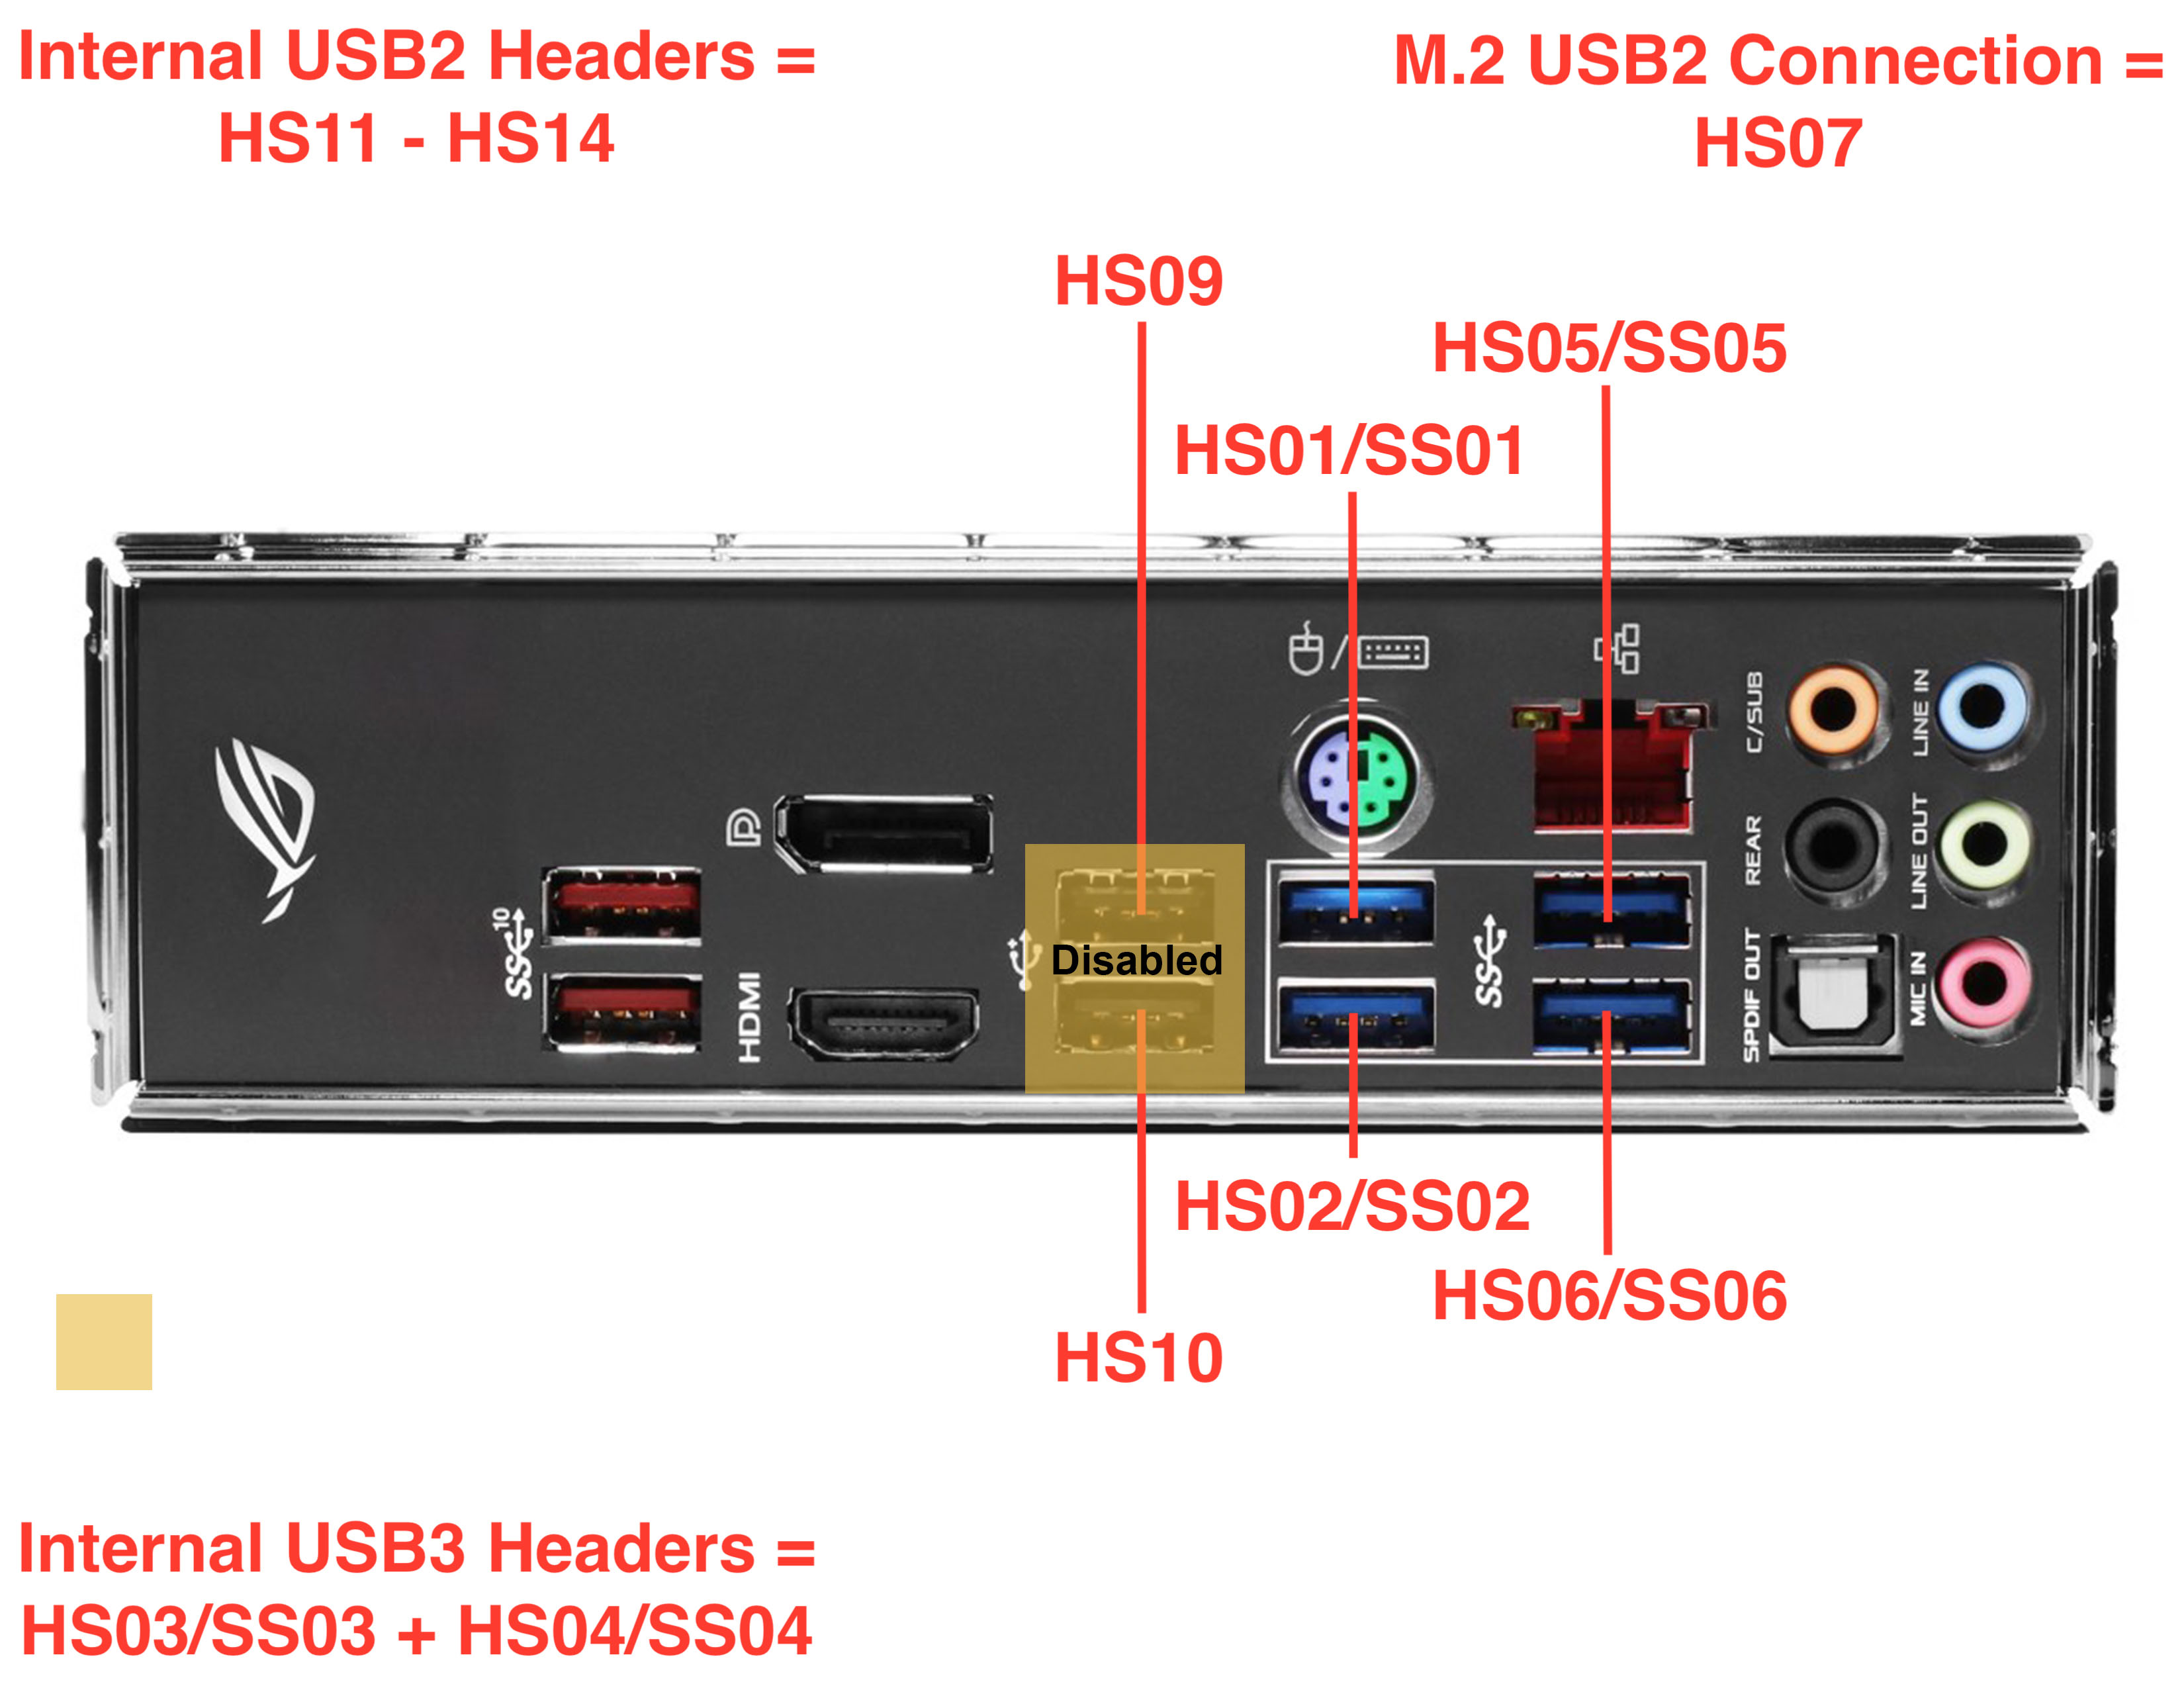 Internal USB2 Headers =
HS11 - HS14
M.2 USB2 Connection =
HS07
HS09
HS05/SS05
HS01/SS01
C/SUB
LINE IN
REAR
LINE OUT
SPDIF OUT
MIC IN
SS 10
HDMI
Disabled
SS
HS02/SS02
HS06/SS06
HS10
Internal USB3 Headers =
HS03/SS03 + HS04/SS04